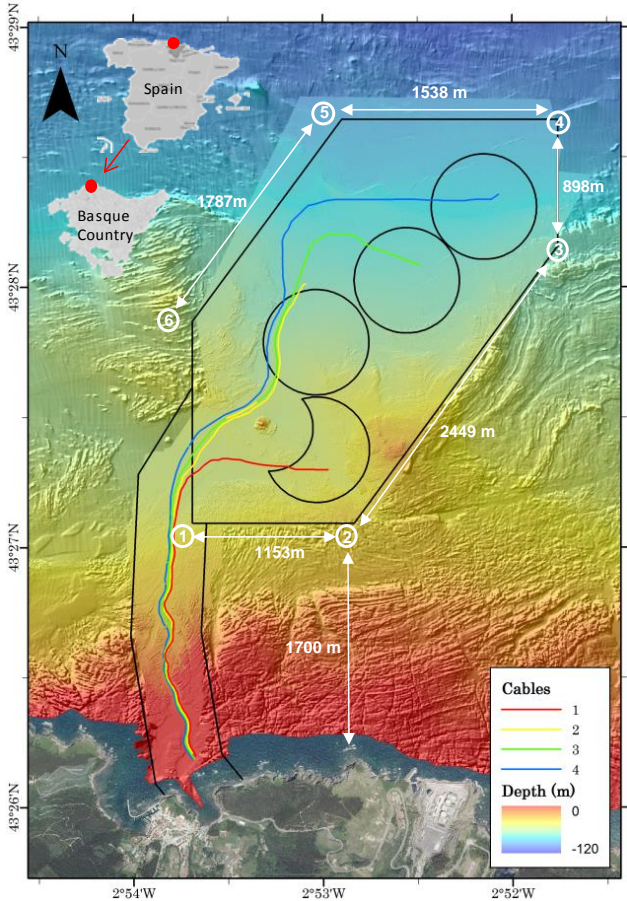 43°29'N
N
Spain
Basque
Country
5
1538 m
4
1787m
898m
3
43°28'N
6
2449 m
43°27'N
1
1153m
2
1700 m
Cables
1
2
3
4
Depth (m)
0
-120
43°26'N
2°54'W
2°53'W
2°52'W